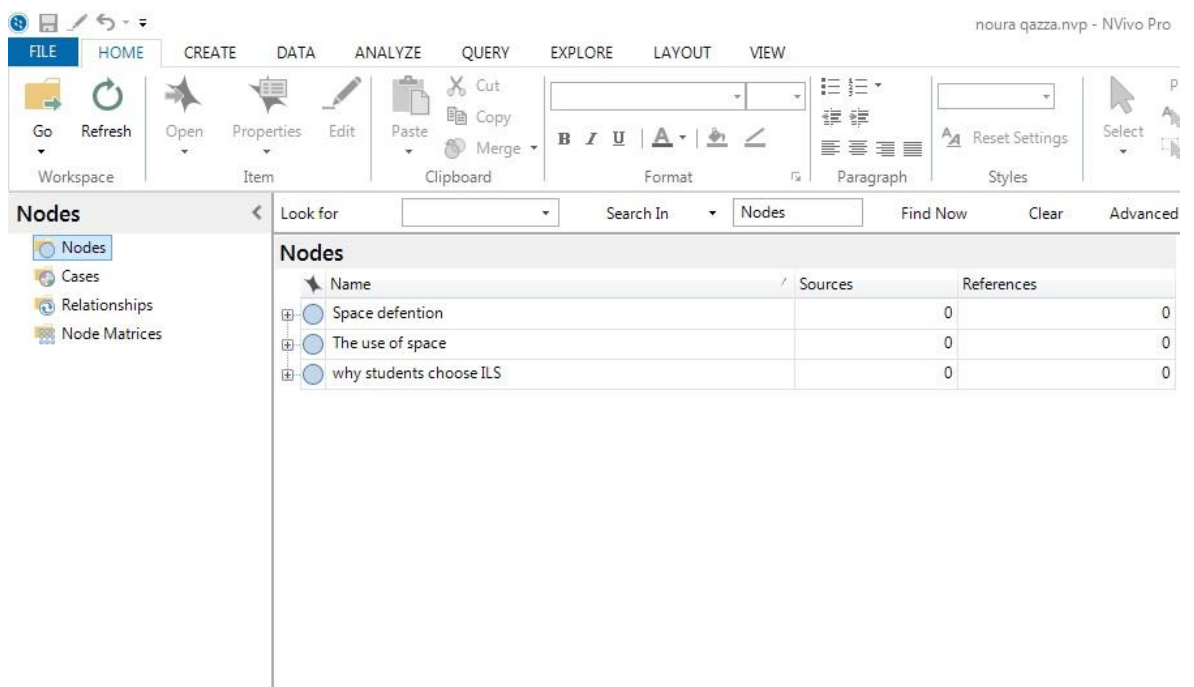 noura qazza.nvp - NVivo Pro
FILE HOME CREATE DATA ANALYZE QUERY EXPLORE LAYOUT VIEW
Go Refresh Open Properties Edit Paste Cut
Copy
Merge
B I U A
Reset Settings
Select
P
Workspace Item Clipboard Format Paragraph Styles
Nodes
Look for Search In Nodes Find Now Clear Advanced
Nodes
Cases
Relationships
Node Matrices
Nodes
Name Sources References
Space defention 0 0
The use of space 0 0
why students choose ILS 0 0